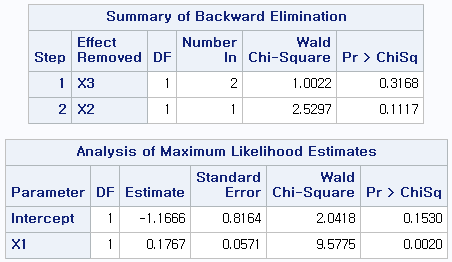 Summary of Backward Elimination
Step Effect Removed DF Number In Wald Chi-Square Pr > ChiSq
1 X3 1 2 1.0022 0.3168
2 X2 1 1 2.5297 0.1117
Analysis of Maximum Likelihood Estimates
Parameter DF Estimate Standard Error Wald Chi-Square Pr > ChiSq
Intercept 1 -1.1666 0.8164 2.0418 0.1530
X1 1 0.1767 0.0571 9.5775 0.0020